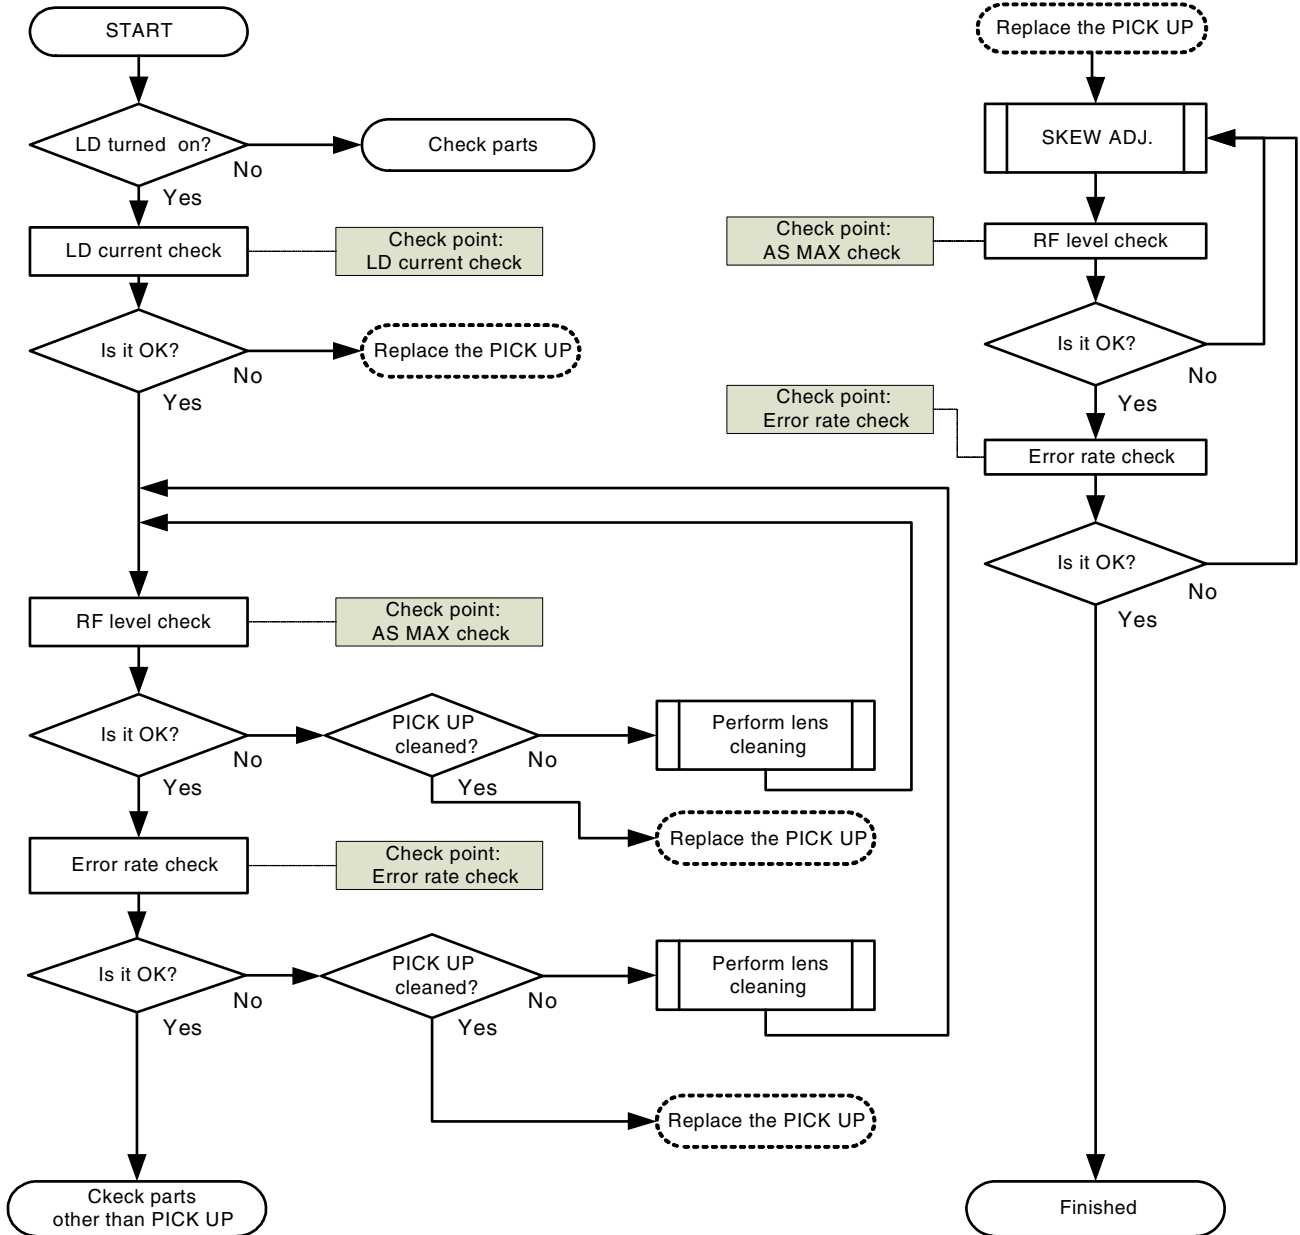 START
LD turned on?
No
Check parts
Yes
LD current check
Check point:
LD current check
Is it OK?
No
Replace the PICK UP
Yes
RF level check
Check point:
AS MAX check
Is it OK?
No
PICK UP
cleaned?
No
Perform lens
cleaning
Yes
Yes
Replace the PICK UP
Error rate check
Check point:
Error rate check
Is it OK?
No
PICK UP
cleaned?
No
Perform lens
cleaning
Yes
Yes
Replace the PICK UP
Ckeck parts
other than PICK UP
Replace the PICK UP
SKEW ADJ.
Check point:
AS MAX check
RF level check
Is it OK?
No
Yes
Check point:
Error rate check
Error rate check
Is it OK?
No
Yes
Finished